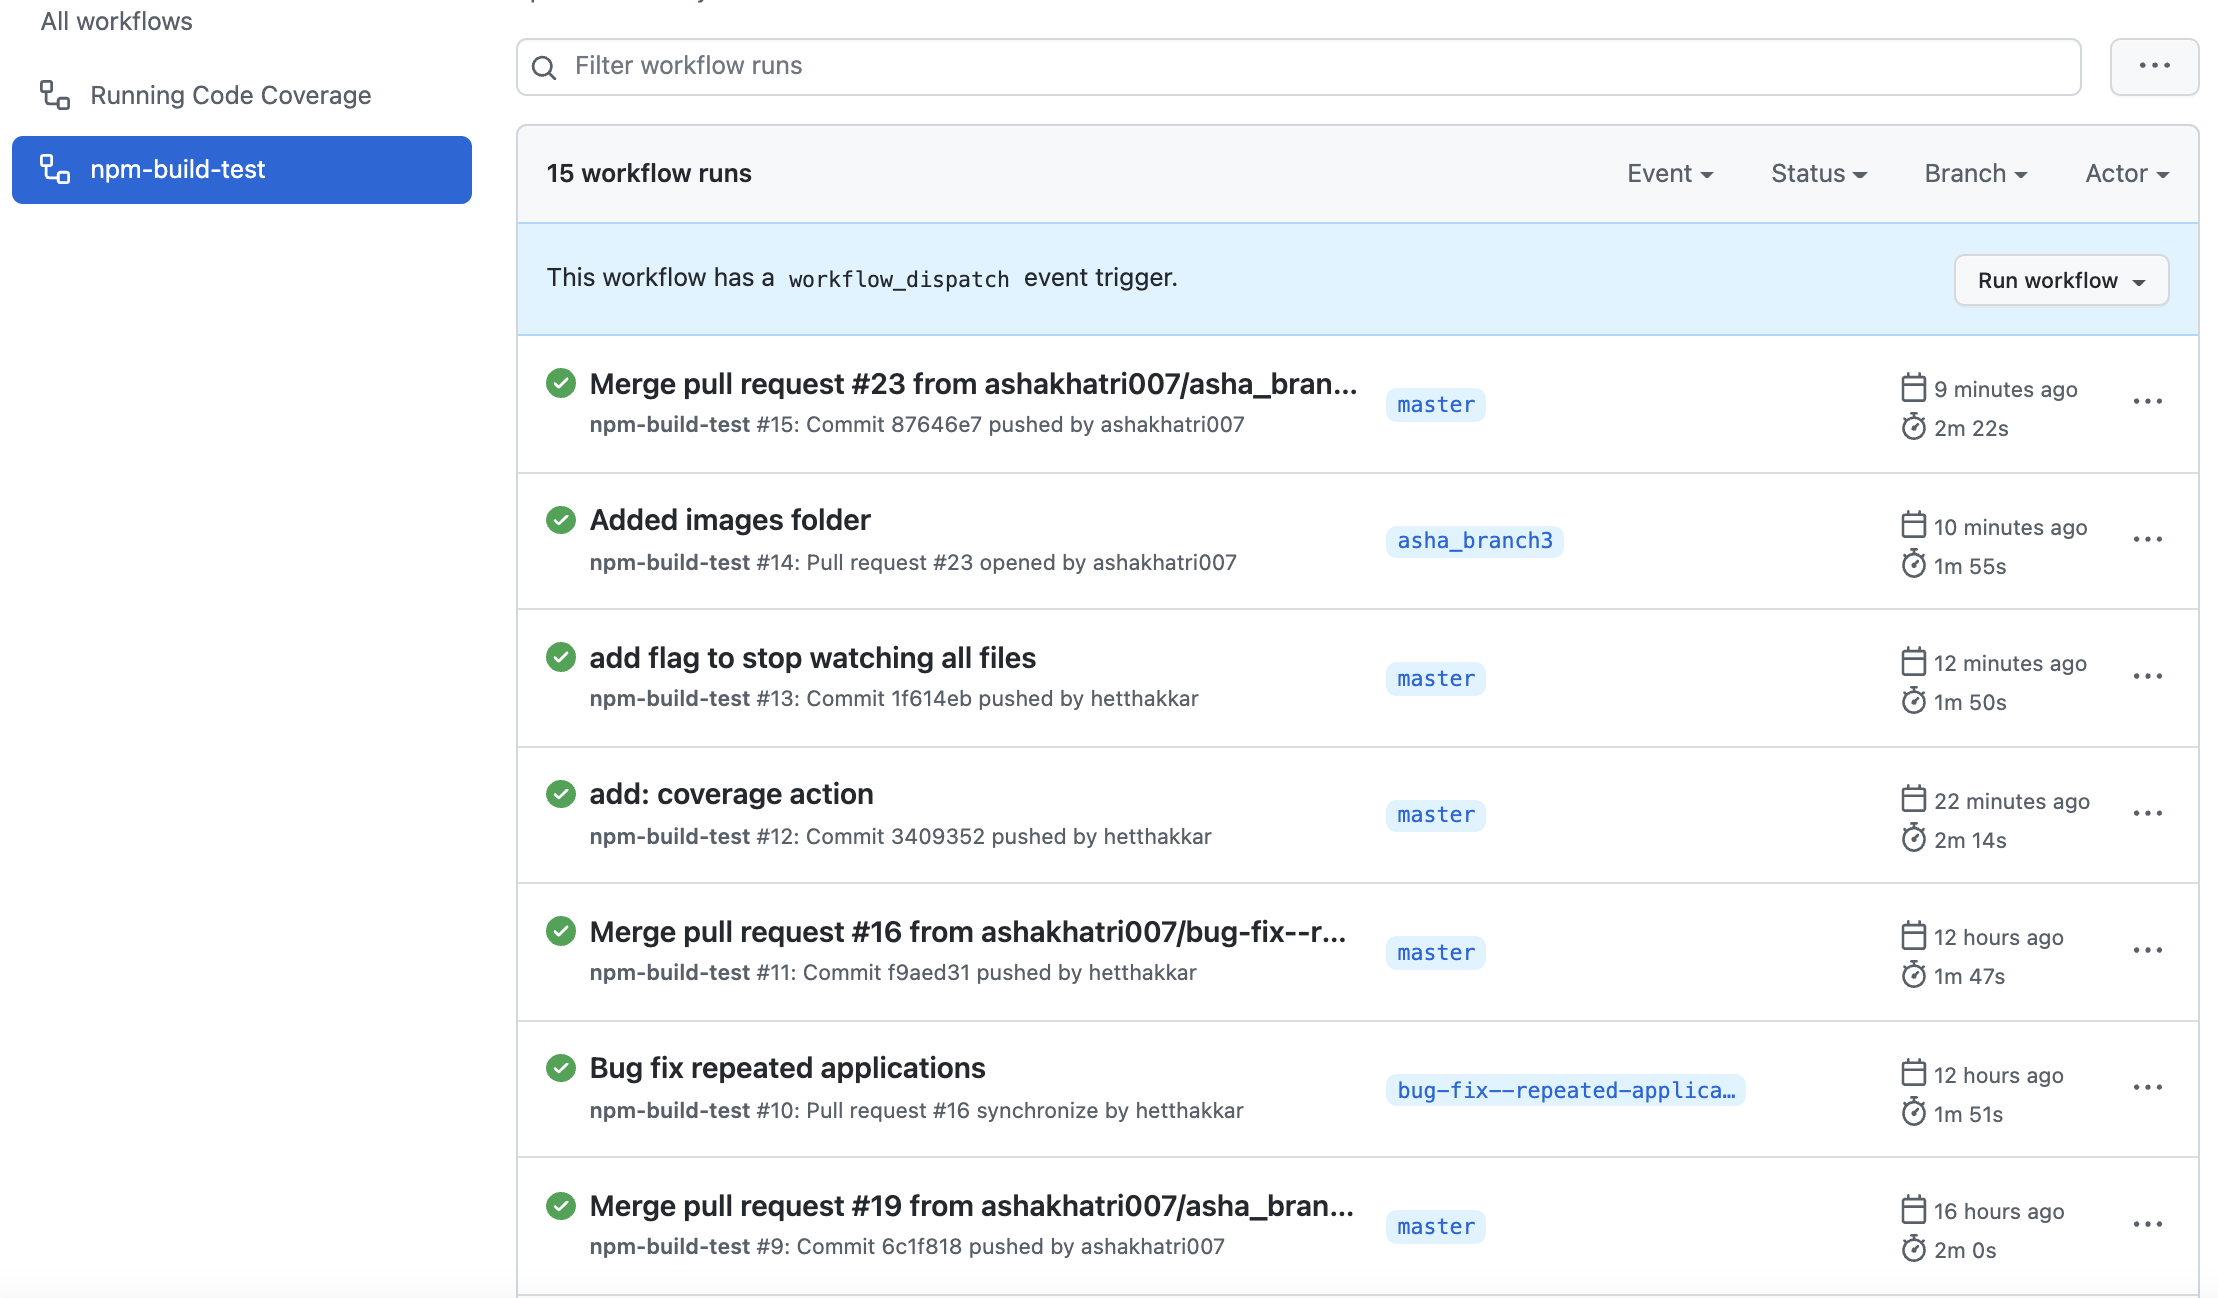 All workflows
Running Code Coverage
npm-build-test
Filter workflow runs
15 workflow runs
Event
Status
Branch
Actor
This workflow has a workflow_dispatch event trigger.
Run workflow
Merge pull request #23 from ashakhatri007/asha_bran...
npm-build-test #15: Commit 87646e7 pushed by ashakhatri007
master
9 minutes ago
2m 22s
Added images folder
npm-build-test #14: Pull request #23 opened by ashakhatri007
asha_branch3
10 minutes ago
1m 55s
add flag to stop watching all files
npm-build-test #13: Commit 1f614eb pushed by hetthakkar
master
12 minutes ago
1m 50s
add: coverage action
npm-build-test #12: Commit 3409352 pushed by hetthakkar
master
22 minutes ago
2m 14s
Merge pull request #16 from ashakhatri007/bug-fix--r...
npm-build-test #11: Commit f9aed31 pushed by hetthakkar
master
12 hours ago
1m 47s
Bug fix repeated applications
npm-build-test #10: Pull request #16 synchronize by hetthakkar
bug-fix--repeated-applica…
12 hours ago
1m 51s
Merge pull request #19 from ashakhatri007/asha_bran...
npm-build-test #9: Commit 6c1f818 pushed by ashakhatri007
master
16 hours ago
2m 0s